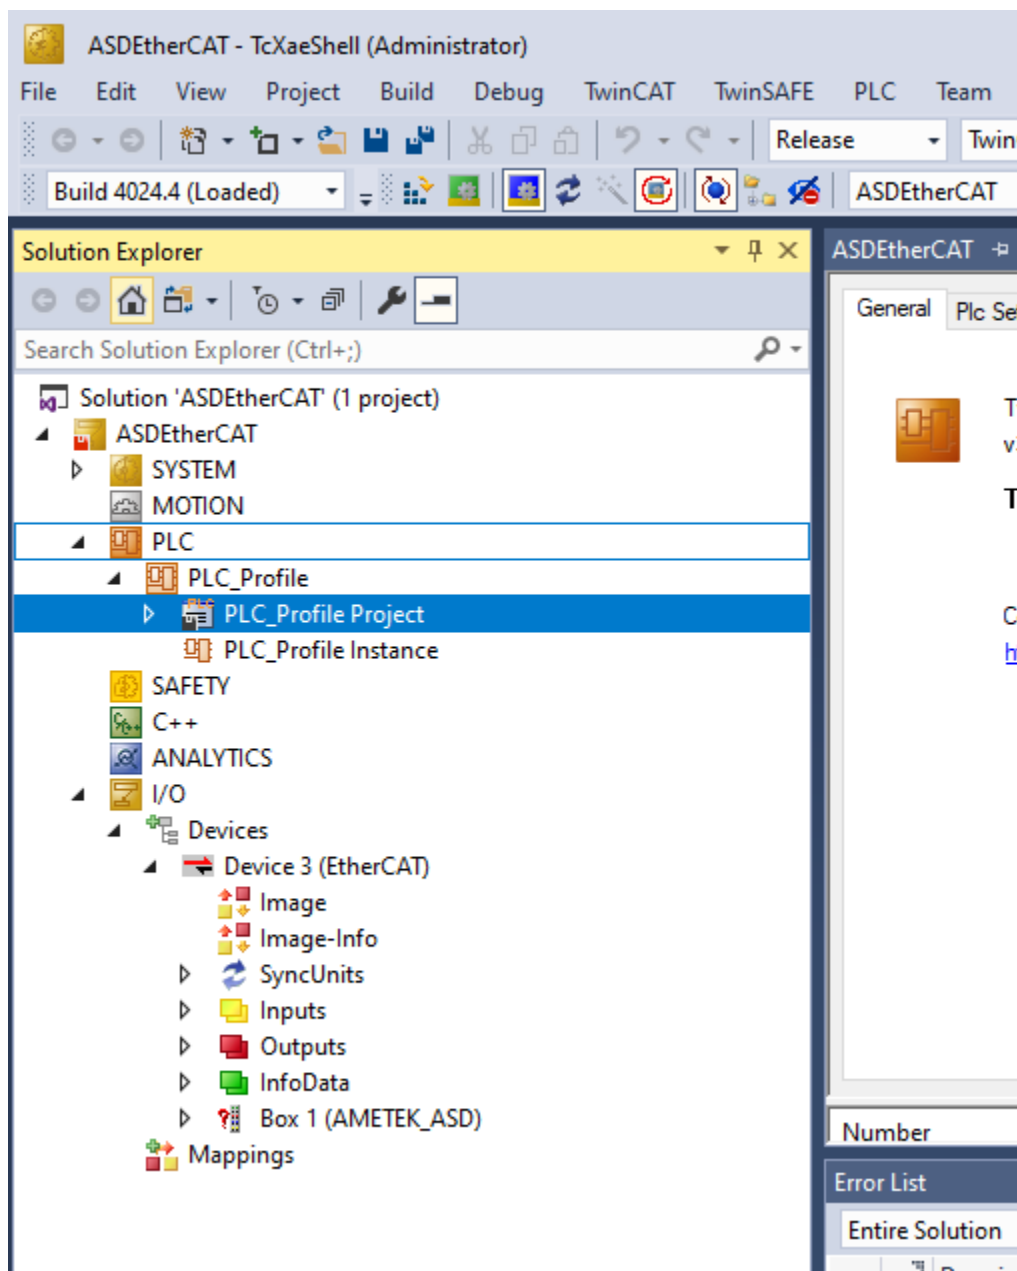 ASDEtherCAT - TcXaeShell (Administrator)
File Edit View Project Build Debug TwinCAT TwinSAFE PLC Team
Release
Build 4024.4 (Loaded) ASDEtherCAT
Solution Explorer
ASDEtherCAT
General Plc
Search Solution Explorer (Ctrl+;)
Solution 'ASDEtherCAT' (1 project)
ASDEtherCAT
SYSTEM
MOTION
PLC
PLC_Profile
PLC_Profile Project
PLC_Profile Instance
SAFETY
C++
ANALYTICS
I/O
Devices
Device 3 (EtherCAT)
Image
Image-Info
SyncUnits
Inputs
Outputs
InfoData
Box 1 (AMETEK_ASD)
Mappings
Number
Error List
Entire Solution